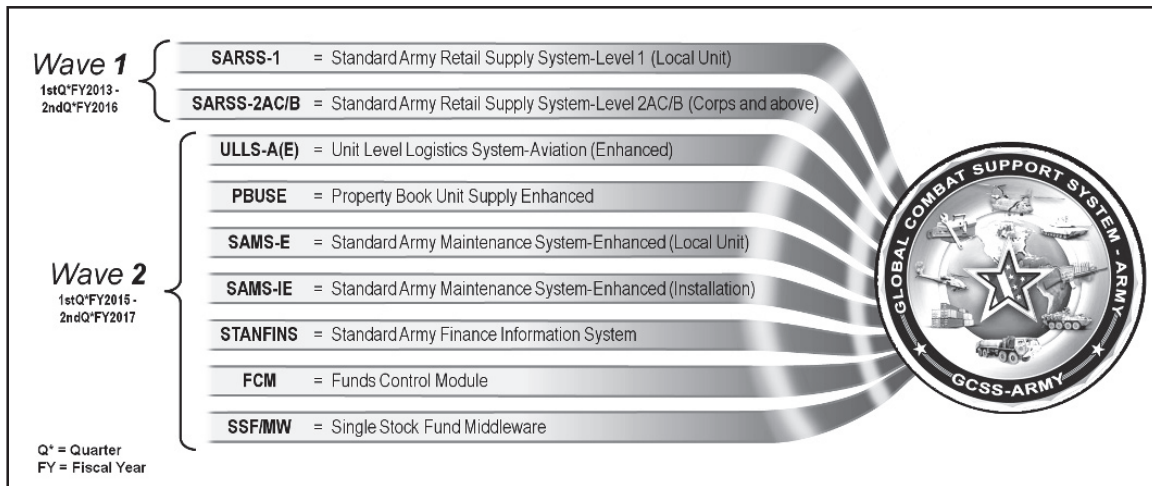 Wave 1
1stQ*FY2013 -
2ndQ*FY2016
SARSS-1 = Standard Army Retail Supply System-Level 1 (Local Unit)
SARSS-2AC/B = Standard Army Retail Supply System-Level 2AC/B (Corps and above)
Wave 2
1stQ*FY2015 -
2ndQ*FY2017
ULLS-A(E) = Unit Level Logistics System-Aviation (Enhanced)
PBUSE = Property Book Unit Supply Enhanced
SAMS-E = Standard Army Maintenance System-Enhanced (Local Unit)
SAMS-IE = Standard Army Maintenance System-Enhanced (Installation)
STANFINS = Standard Army Finance Information System
FCM = Funds Control Module
SSF/MW = Single Stock Fund Middleware
Q* = Quarter
FY = Fiscal Year
GLOBAL COMBAT SUPPORT SYSTEM - ARMY
GCSS-ARMY